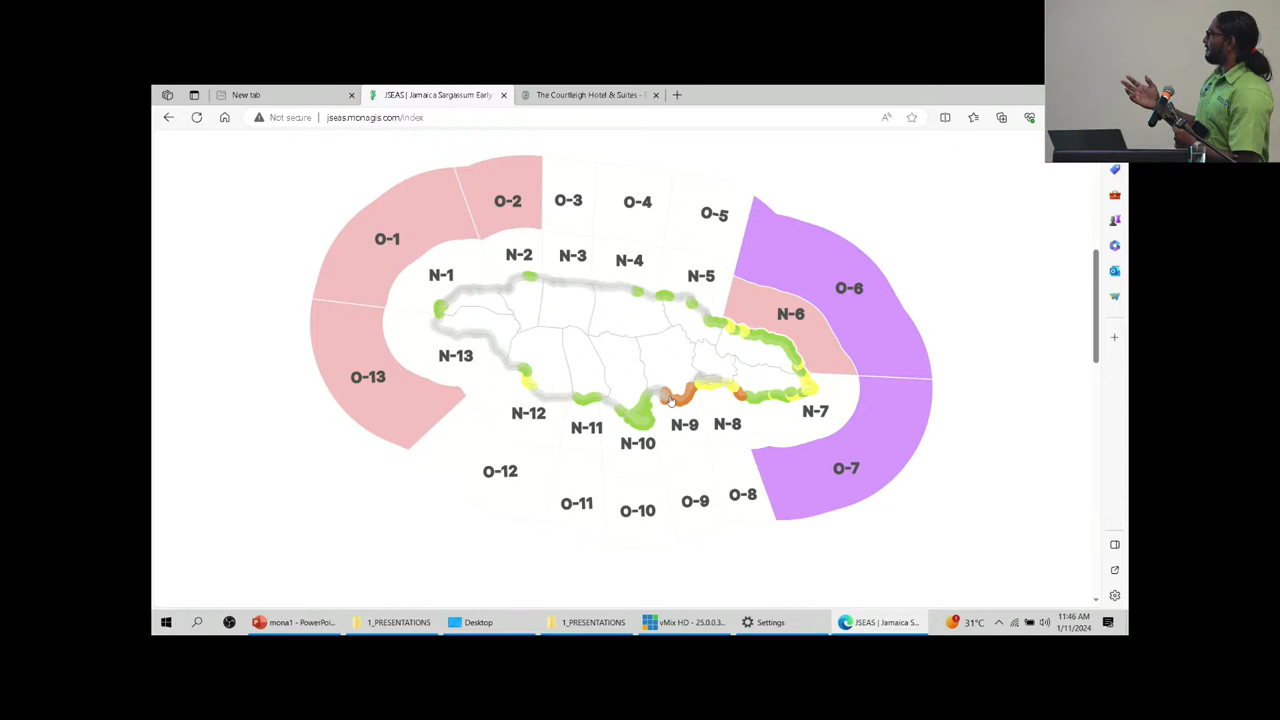 New tab
JSEAS | Jamaica Sargassum Early
The Courtleigh Hotel & Suites -
Not secure
jseas.monagis.com/index
O-2
O-3
O-4
O-5
O-1
N-2
N-3
N-4
N-1
N-5
O-6
N-6
N-13
O-13
N-12
N-11
N-10
N-9
N-8
N-7
O-7
O-12
O-11
O-10
O-9
O-8
mona1 - PowerPoi...
1_PRESENTATIONS
Desktop
1_PRESENTATIONS
vMix HD - 25.0.0.3...
Settings
JSEAS | Jamaica S...
31°C
11:46 AM
1/11/2024